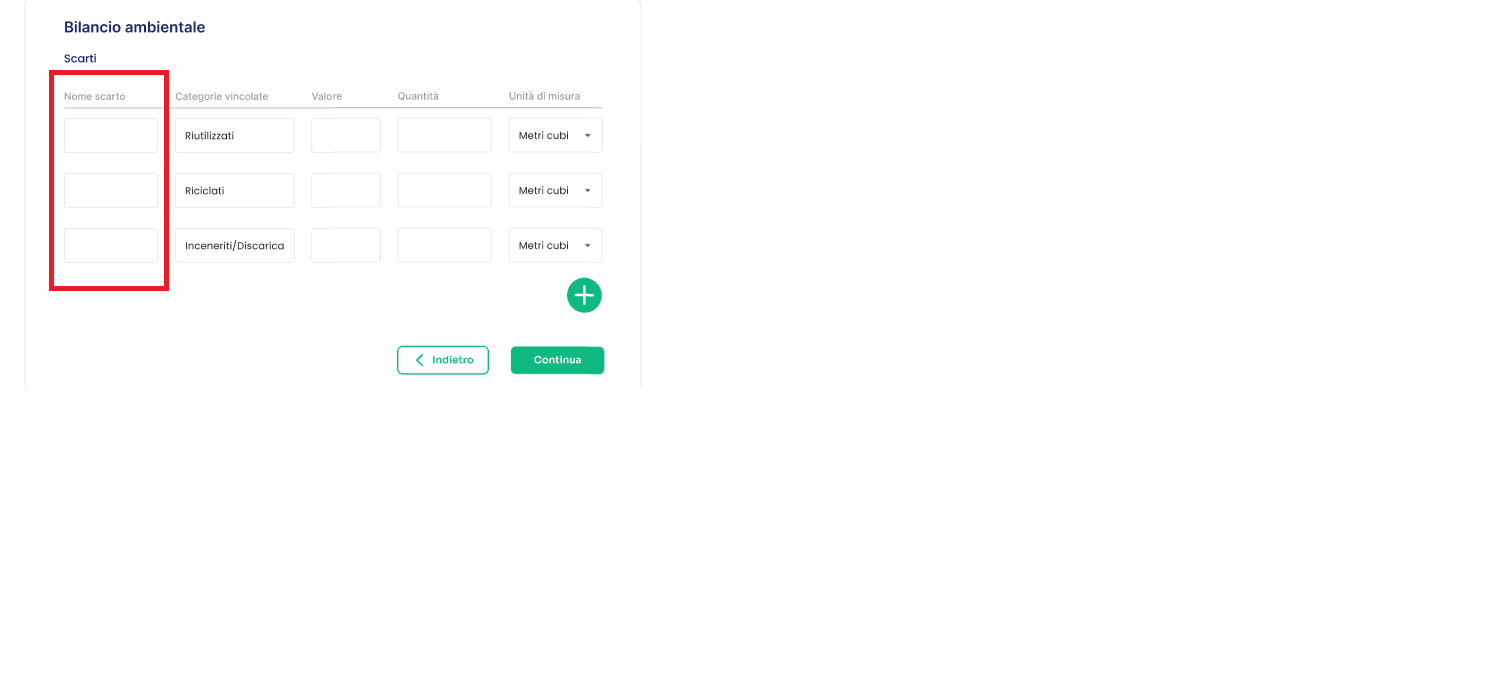 Bilancio ambientale
Scarti
Nome scarto Categorie vincolate Valore Quantità Unità di misura
Riutilizzati Metri cubi
Riciclati Metri cubi
Inceneriti/Discarica Metri cubi
Indietro Continua